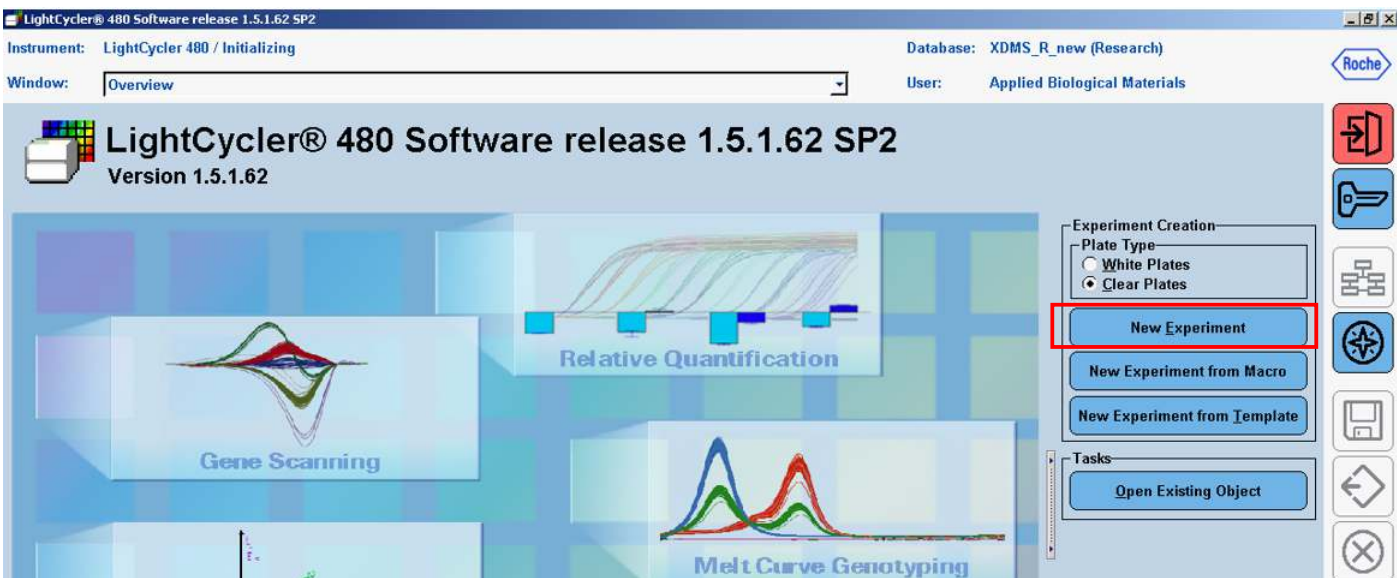 LightCycler® 480 Software release 1.5.1.62 SP2
Instrument: LightCycler 480 / Initializing
Database: XDMS_R_new (Research)
Window: Overview
User: Applied Biological Materials
Roche
LightCycler® 480 Software release 1.5.1.62 SP2
Version 1.5.1.62
Experiment Creation
Plate Type
White Plates
Clear Plates
New Experiment
New Experiment from Macro
New Experiment from Template
Tasks
Open Existing Object
Relative Quantification
Gene Scanning
Melt Curve Genotyping